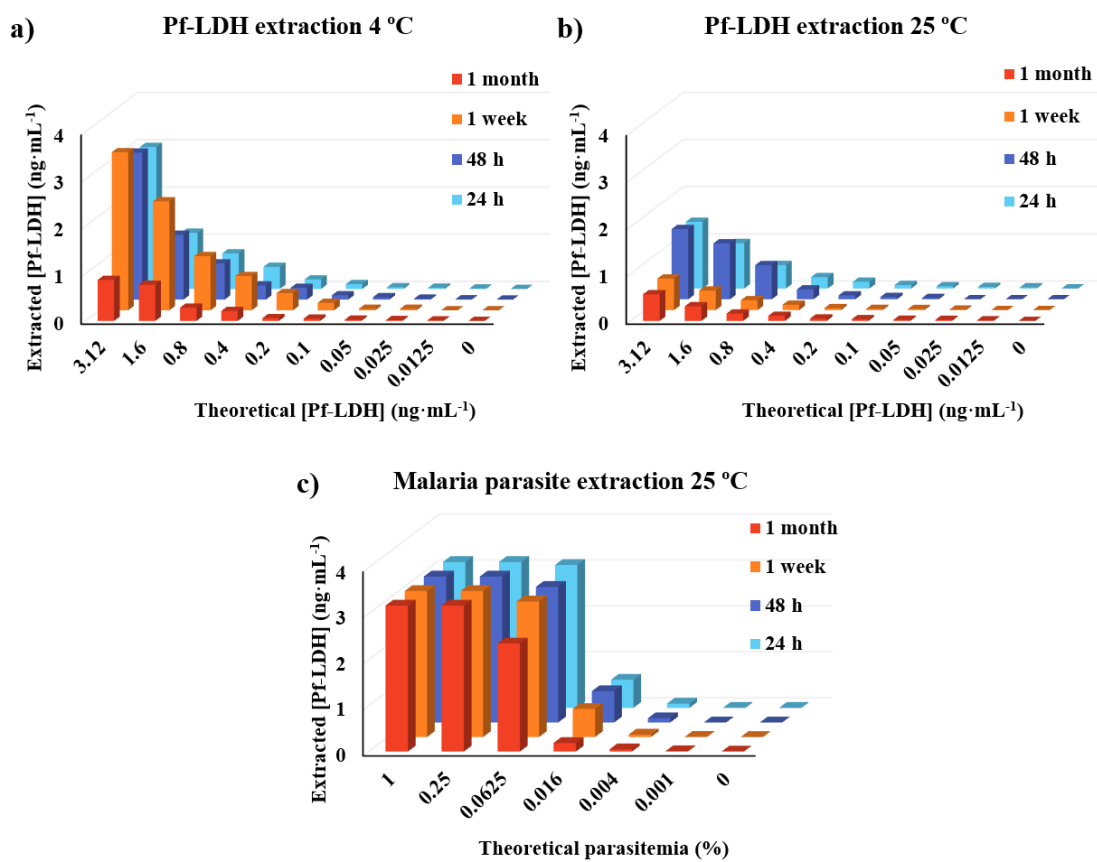 a)
Pf-LDH extraction 4 ºC
1 month
1 week
48 h
24 h
Extracted [Pf-LDH] (ng·mL⁻¹)
4
3
2
1
0
3.12
1.6
0.8
0.4
0.2
0.1
0.05
0.025
0.0125
0
Theoretical [Pf-LDH] (ng·mL⁻¹)
b)
Pf-LDH extraction 25 ºC
1 month
1 week
48 h
24 h
Extracted [Pf-LDH] (ng·mL⁻¹)
4
3
2
1
0
3.12
1.6
0.8
0.4
0.2
0.1
0.05
0.025
0.0125
0
Theoretical [Pf-LDH] (ng·mL⁻¹)
c)
Malaria parasite extraction 25 ºC
1 month
1 week
48 h
24 h
Extracted [Pf-LDH] (ng·mL⁻¹)
4
3
2
1
0
1
0.25
0.0625
0.016
0.004
0.001
0
Theoretical parasitemia (%)